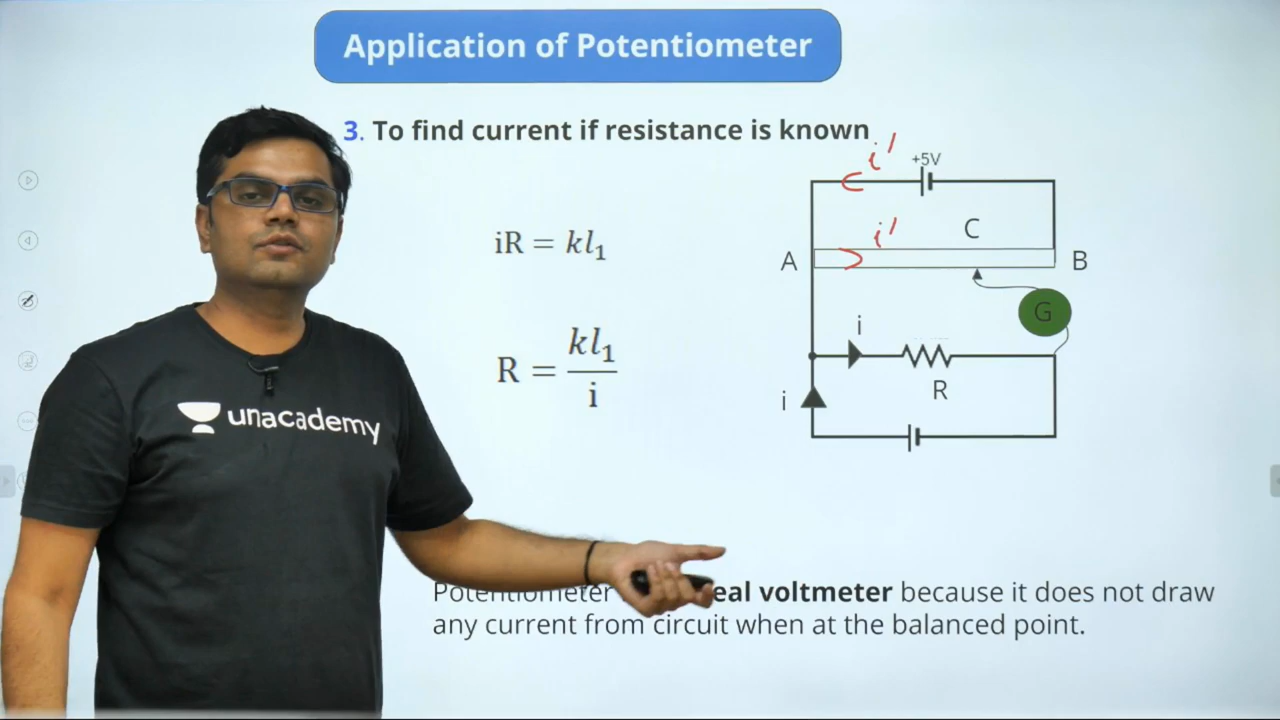 Application of Potentiometer
3. To find current if resistance is known
iR = kl₁
R = kl₁/i
i′
+5V
i′
C
A
B
G
i
R
i
unacademy
Potentiometer eal voltmeter because it does not draw
any current from circuit when at the balanced point.